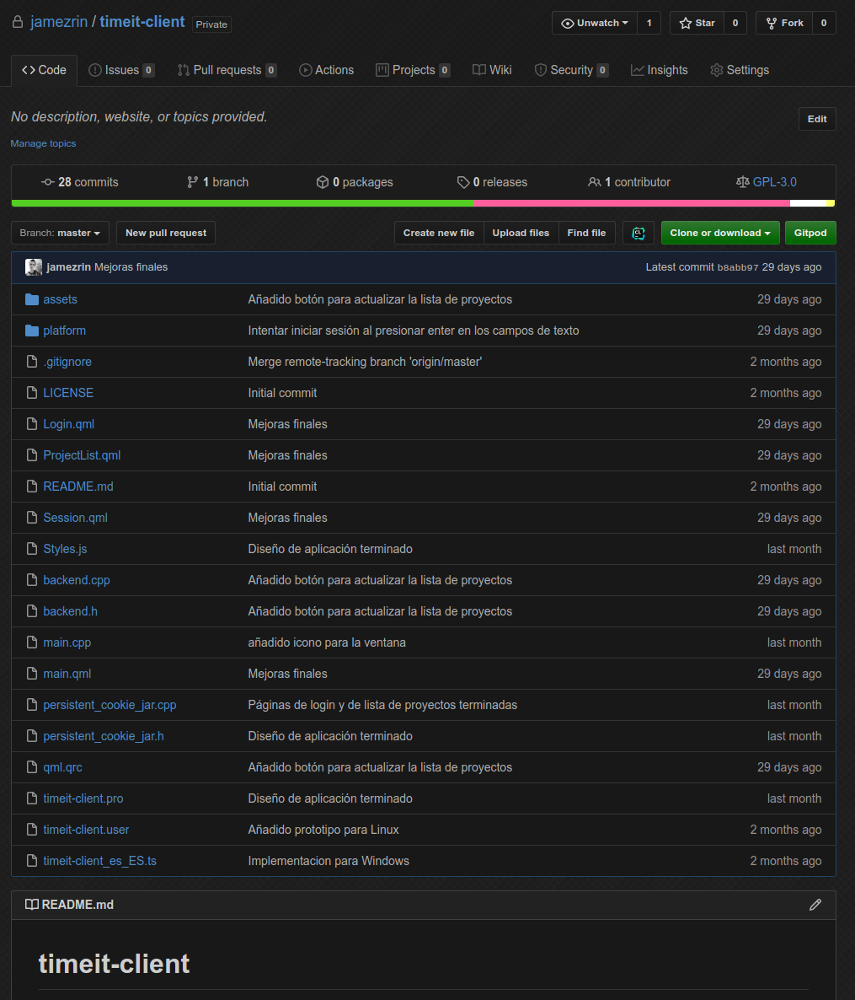 jamezrin / timeit-client Private Unwatch 1 Star 0 Fork 0
Code Issues 0 Pull requests 0 Actions Projects 0 Wiki Security 0 Insights Settings
No description, website, or topics provided. Edit
Manage topics
28 commits 1 branch 0 packages 0 releases 1 contributor GPL-3.0
Branch: master New pull request Create new file Upload files Find file CL Clone or download Gitpod
jamezrin Mejoras finales Latest commit b8abb97 29 days ago
assets Añadido botón para actualizar la lista de proyectos 29 days ago
platform Intentar iniciar sesión al presionar enter en los campos de texto 29 days ago
.gitignore Merge remote-tracking branch 'origin/master' 2 months ago
LICENSE Initial commit 2 months ago
Login.qml Mejoras finales 29 days ago
ProjectList.qml Mejoras finales 29 days ago
README.md Initial commit 2 months ago
Session.qml Mejoras finales 29 days ago
Styles.js Diseño de aplicación terminado last month
backend.cpp Añadido botón para actualizar la lista de proyectos 29 days ago
backend.h Añadido botón para actualizar la lista de proyectos 29 days ago
main.cpp añadido icono para la ventana last month
main.qml Mejoras finales 29 days ago
persistent_cookie_jar.cpp Páginas de login y de lista de proyectos terminadas last month
persistent_cookie_jar.h Diseño de aplicación terminado last month
qml.qrc Añadido botón para actualizar la lista de proyectos 29 days ago
timeit-client.pro Diseño de aplicación terminado last month
timeit-client.user Añadido prototipo para Linux 2 months ago
timeit-client_es_ES.ts Implementacion para Windows 2 months ago
README.md
timeit-client